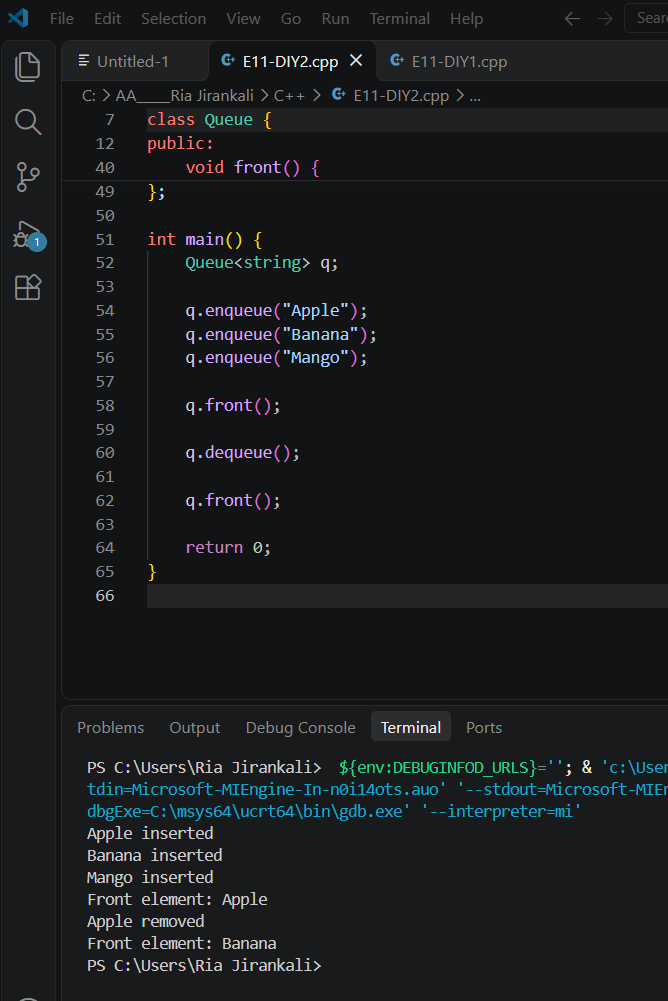 File Edit Selection View Go Run Terminal Help
Untitled-1 E11-DIY2.cpp E11-DIY1.cpp
C: > AA____Ria Jirankali > C++ > E11-DIY2.cpp > ...
7 class Queue {
12 public:
40 void front() {
49 };
50
51 int main() {
52 Queue<string> q;
53
54 q.enqueue("Apple");
55 q.enqueue("Banana");
56 q.enqueue("Mango");
57
58 q.front();
59
60 q.dequeue();
61
62 q.front();
63
64 return 0;
65 }
66
1
Problems Output Debug Console Terminal Ports
PS C:\Users\Ria Jirankali> ${env:DEBUGINFOD_URLS}=''; & 'c:\User
tdin=Microsoft-MIEngine-In-n0i14ots.auo' '--stdout=Microsoft-MIEn
dbgExe=C:\msys64\ucrt64\bin\gdb.exe' '--interpreter=mi'
Apple inserted
Banana inserted
Mango inserted
Front element: Apple
Apple removed
Front element: Banana
PS C:\Users\Ria Jirankali>